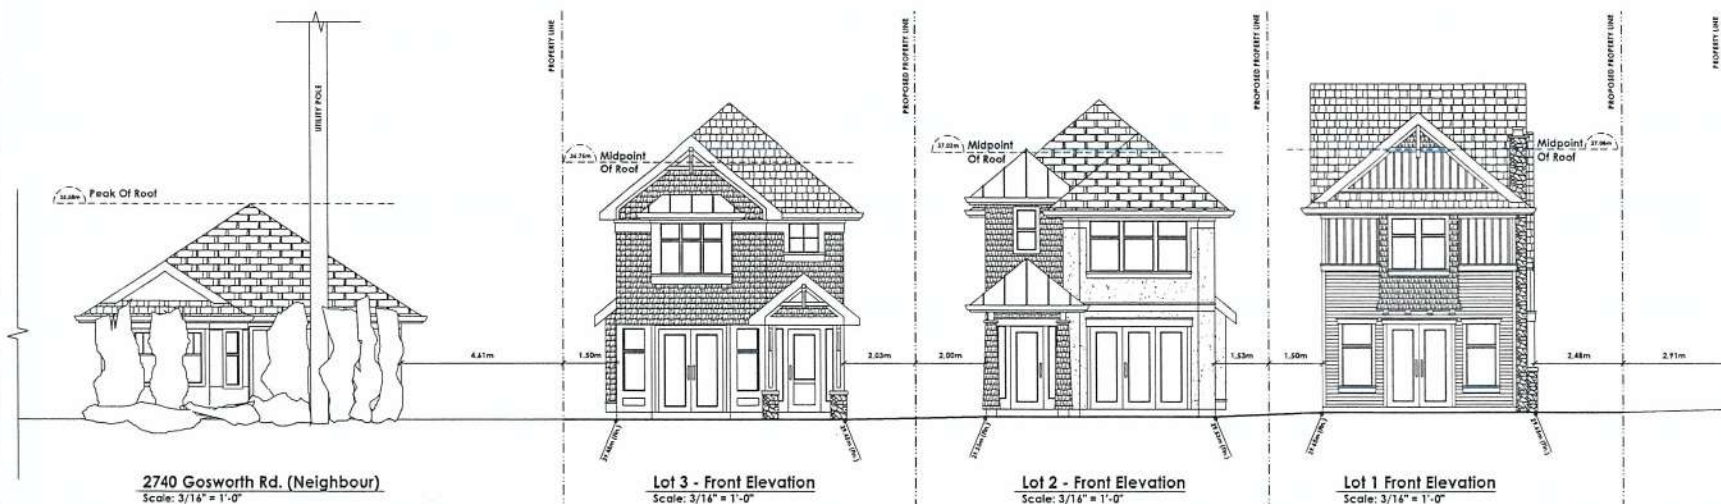 PROPERTY LINE
PROPOSED PROPERTY LINE
PROPOSED PROPERTY LINE
PROPOSED PROPERTY LINE
PROPERTY LINE
UTILITY POLE
Peak Of Roof
Midpoint
Of Roof
37.02m
Midpoint
Of Roof
Midpoint
Of Roof
37.08m
4.61m
1.50m
2.03m
2.00m
1.53m
1.50m
2.48m
2.91m
2740 Gosworth Rd. (Neighbour)
Scale: 3/16" = 1'-0"
Lot 3 - Front Elevation
Scale: 3/16" = 1'-0"
Lot 2 - Front Elevation
Scale: 3/16" = 1'-0"
Lot 1 Front Elevation
Scale: 3/16" = 1'-0"